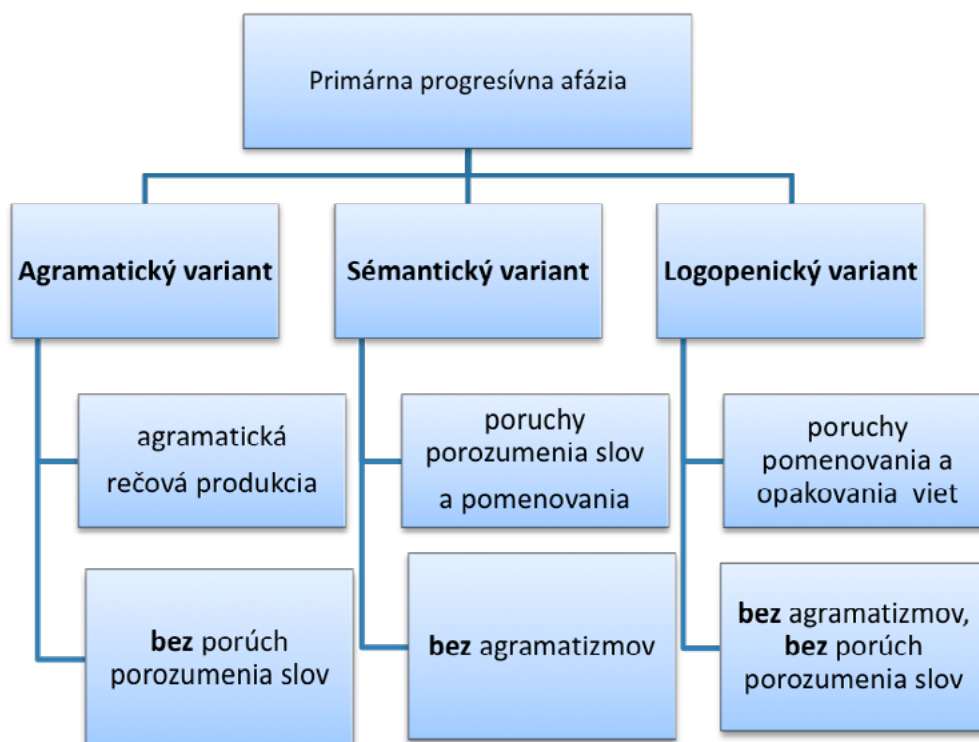 Primárna progresívna afázia
Agramatický variant
Sémantický variant
Logopenický variant
agramatická
rečová produkcia
poruchy
porozumenia slov
a pomenovania
poruchy
pomenovania a
opakovania viet
bez porúch
porozumenia slov
bez agramatizmov
bez agramatizmov,
bez porúch
porozumenia slov